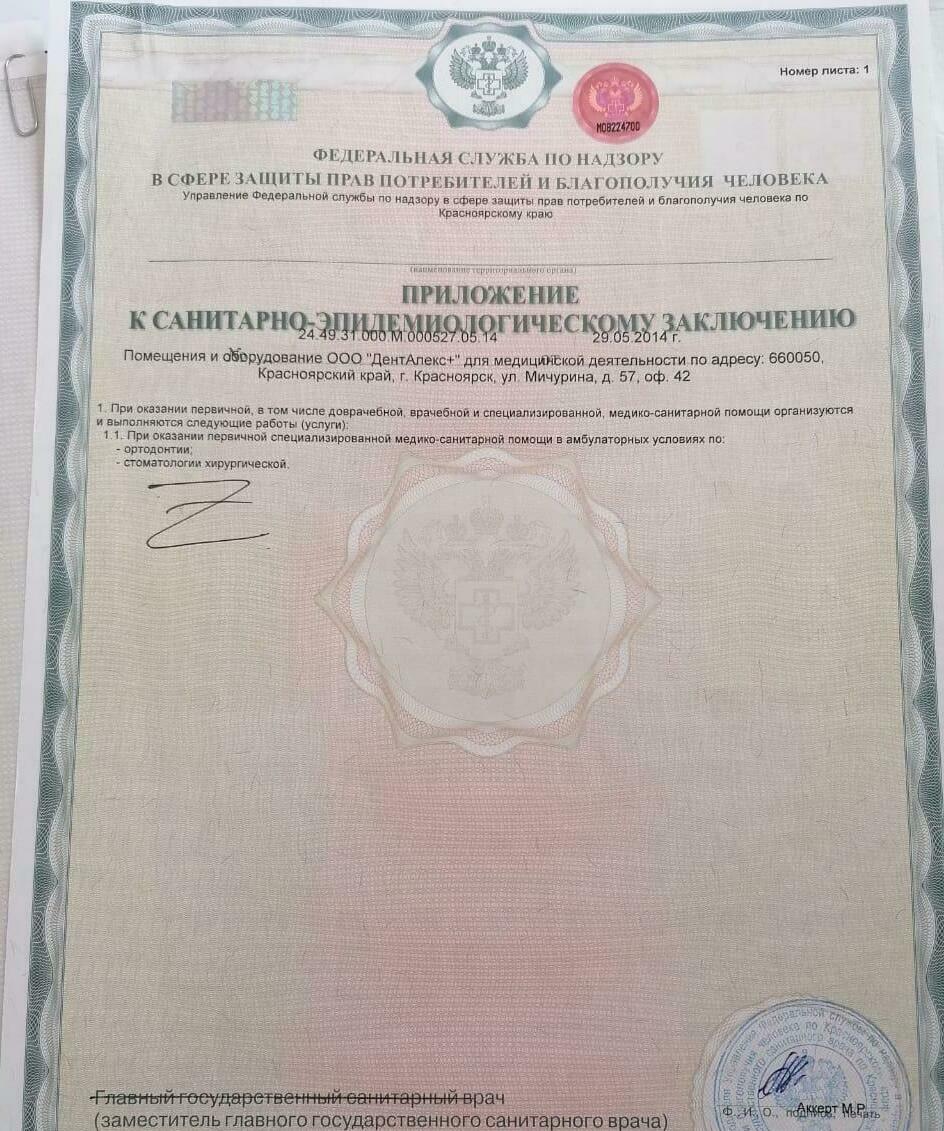 Номер листа: 1
М08224700
ФЕДЕРАЛЬНАЯ СЛУЖБА ПО НАДЗОРУ
В СФЕРЕ ЗАЩИТЫ ПРАВ ПОТРЕБИТЕЛЕЙ И БЛАГОПОЛУЧИЯ ЧЕЛОВЕКА
Управление Федеральной службы по надзору в сфере защиты прав потребителей и благополучия человека по
Красноярскому краю
(наименование территориального органа)
ПРИЛОЖЕНИЕ
К САНИТАРНО-ЭПИДЕМИОЛОГИЧЕСКОМУ ЗАКЛЮЧЕНИЮ
24.49.31.000.М.000527.05.14 29.05.2014 г.
Помещения и оборудование ООО "ДентАлекс+" для медицинской деятельности по адресу: 660050,
Красноярский край, г. Красноярск, ул. Мичурина, д. 57, оф. 42
1. При оказании первичной, в том числе доврачебной, врачебной и специализированной, медико-санитарной помощи организуются
и выполняются следующие работы (услуги):
1.1. При оказании первичной специализированной медико-санитарной помощи в амбулаторных условиях по:
- ортодонтии;
- стоматологии хирургической.
Главный государственный санитарный врач
(заместитель главного государственного санитарного врача)
Ф., И., О., подпись, печать
Аккерт М.Р.